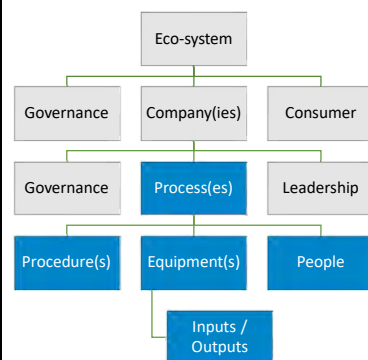 Eco-system
Governance
Company(ies)
Consumer
Governance
Process(es)
Leadership
Procedure(s)
Equipment(s)
People
Inputs /
Outputs